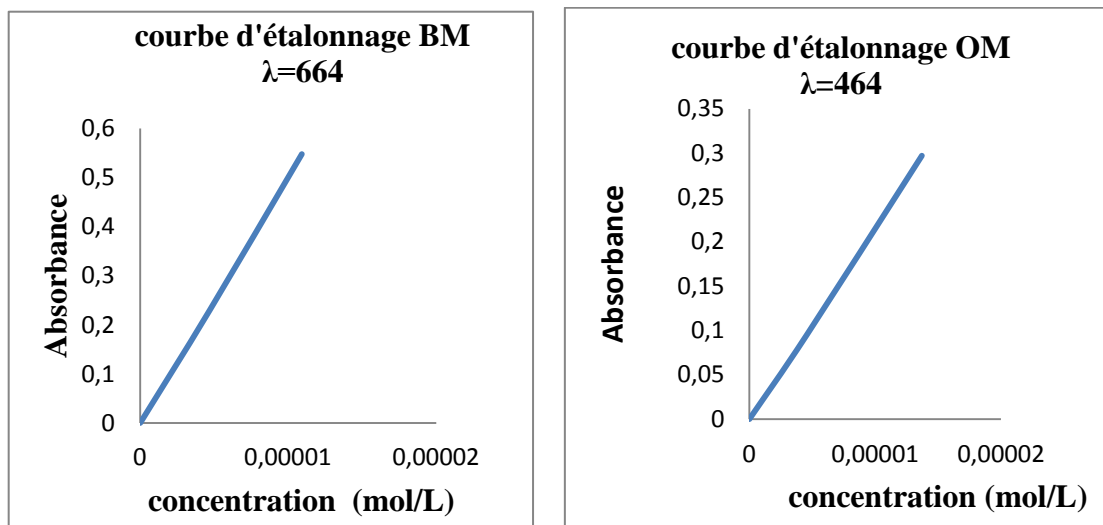 courbe d'étalonnage BM
λ=664
Absorbance
0,6
0,5
0,4
0,3
0,2
0,1
0
0 0,00001 0,00002
concentration (mol/L)
courbe d'étalonnage OM
λ=464
Absorbance
0,35
0,3
0,25
0,2
0,15
0,1
0,05
0
0 0,00001 0,00002
concentration (mol/L)